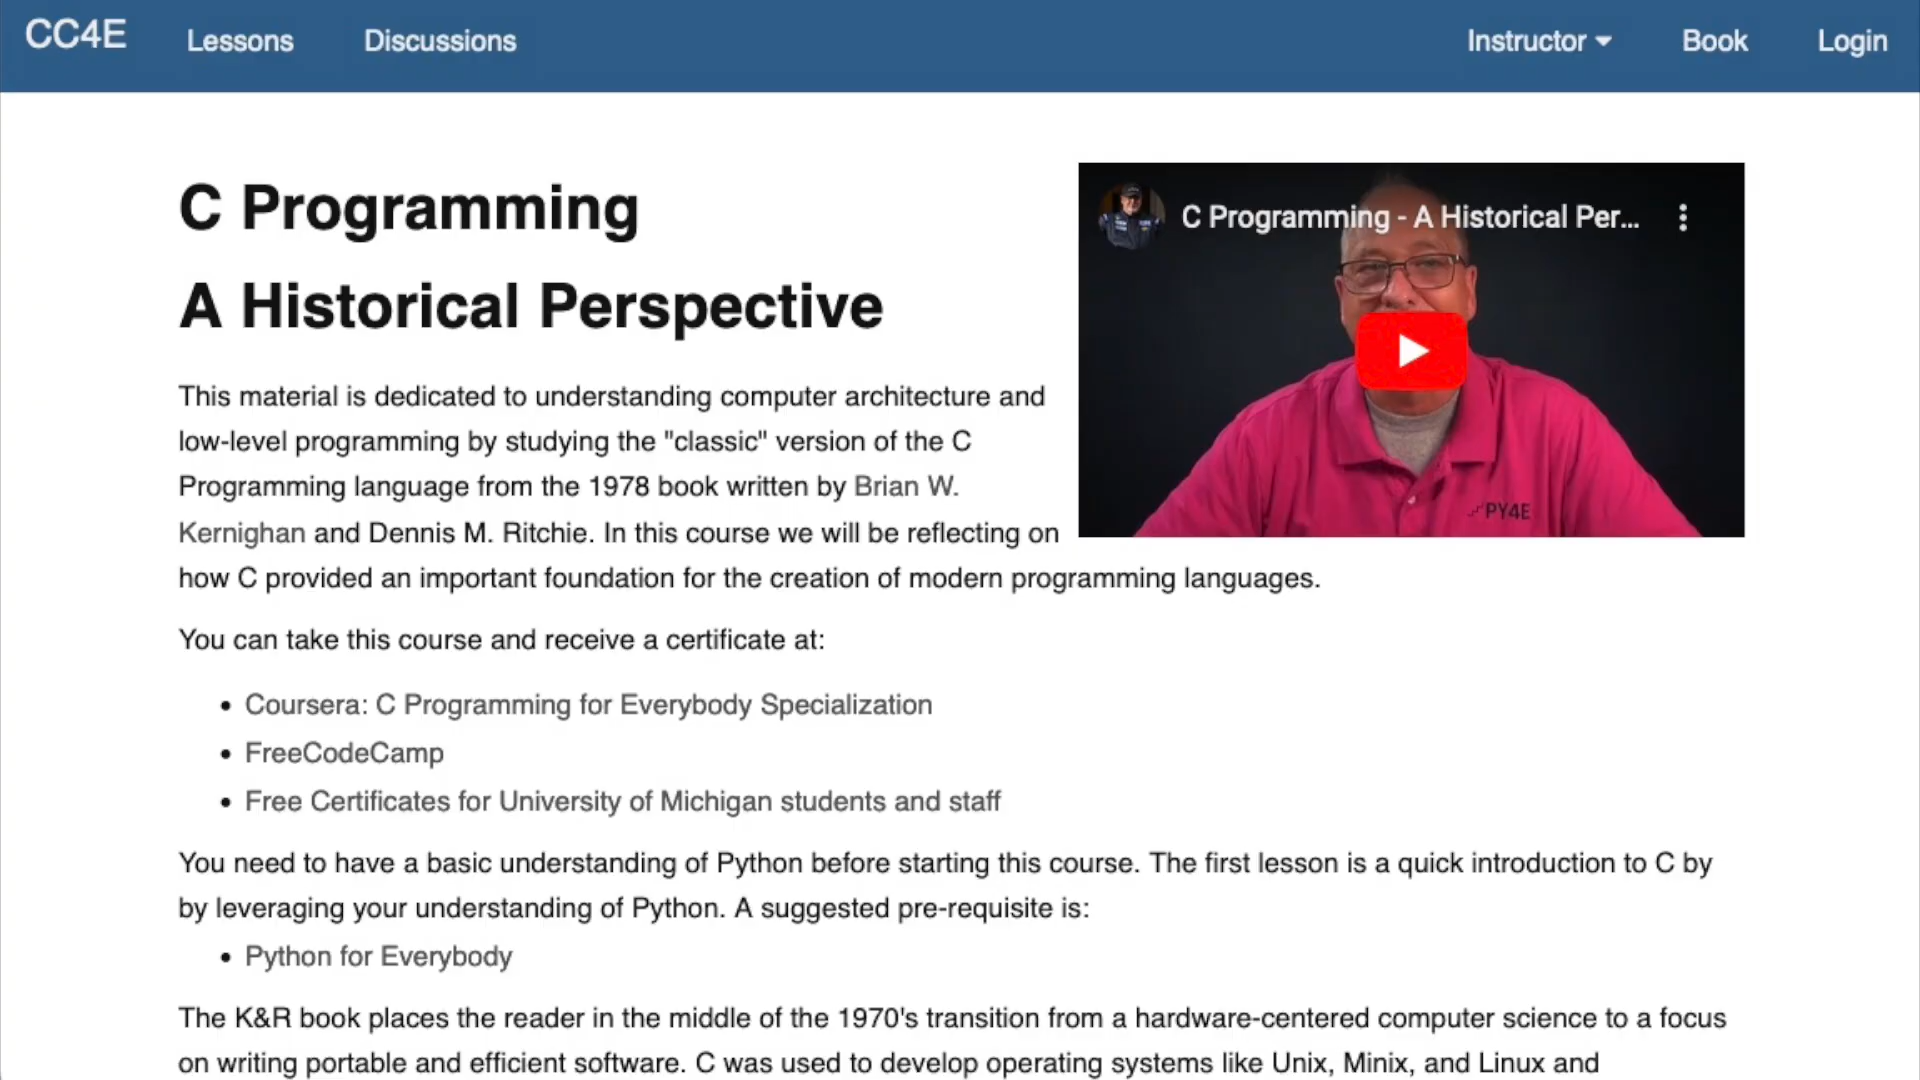 CC4E Lessons Discussions Instructor Book Login
C Programming
A Historical Perspective
C Programming - A Historical Per...
PY4E
This material is dedicated to understanding computer architecture and
low-level programming by studying the "classic" version of the C
Programming language from the 1978 book written by Brian W.
Kernighan and Dennis M. Ritchie. In this course we will be reflecting on
how C provided an important foundation for the creation of modern programming languages.
You can take this course and receive a certificate at:
• Coursera: C Programming for Everybody Specialization
• FreeCodeCamp
• Free Certificates for University of Michigan students and staff
You need to have a basic understanding of Python before starting this course. The first lesson is a quick introduction to C by
by leveraging your understanding of Python. A suggested pre-requisite is:
• Python for Everybody
The K&R book places the reader in the middle of the 1970's transition from a hardware-centered computer science to a focus
on writing portable and efficient software. C was used to develop operating systems like Unix, Minix, and Linux and